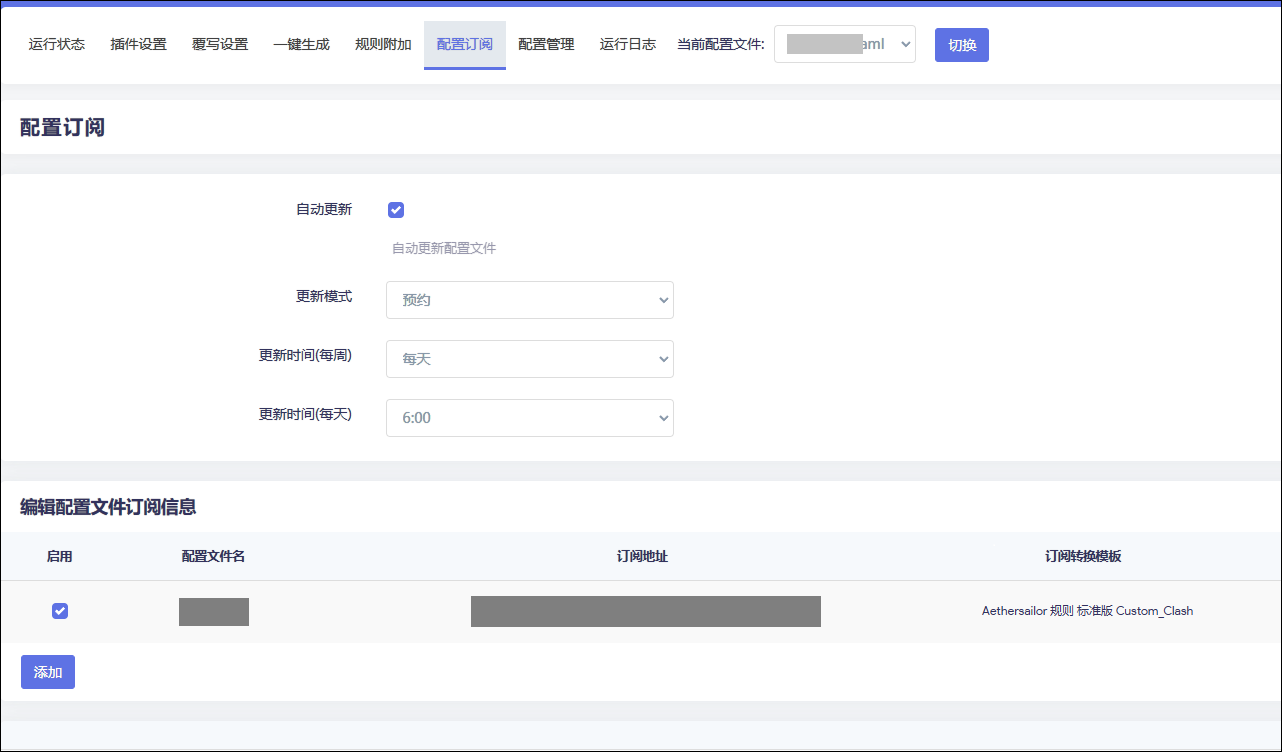 运行状态 插件设置 覆写设置 一键生成 规则附加 配置订阅 配置管理 运行日志 当前配置文件: aml 切换
配置订阅
自动更新
自动更新配置文件
更新模式 预约
更新时间(每周) 每天
更新时间(每天) 6:00
编辑配置文件订阅信息
启用 配置文件名 订阅地址 订阅转换模板
Aethersailor 规则 标准版 Custom_Clash
添加